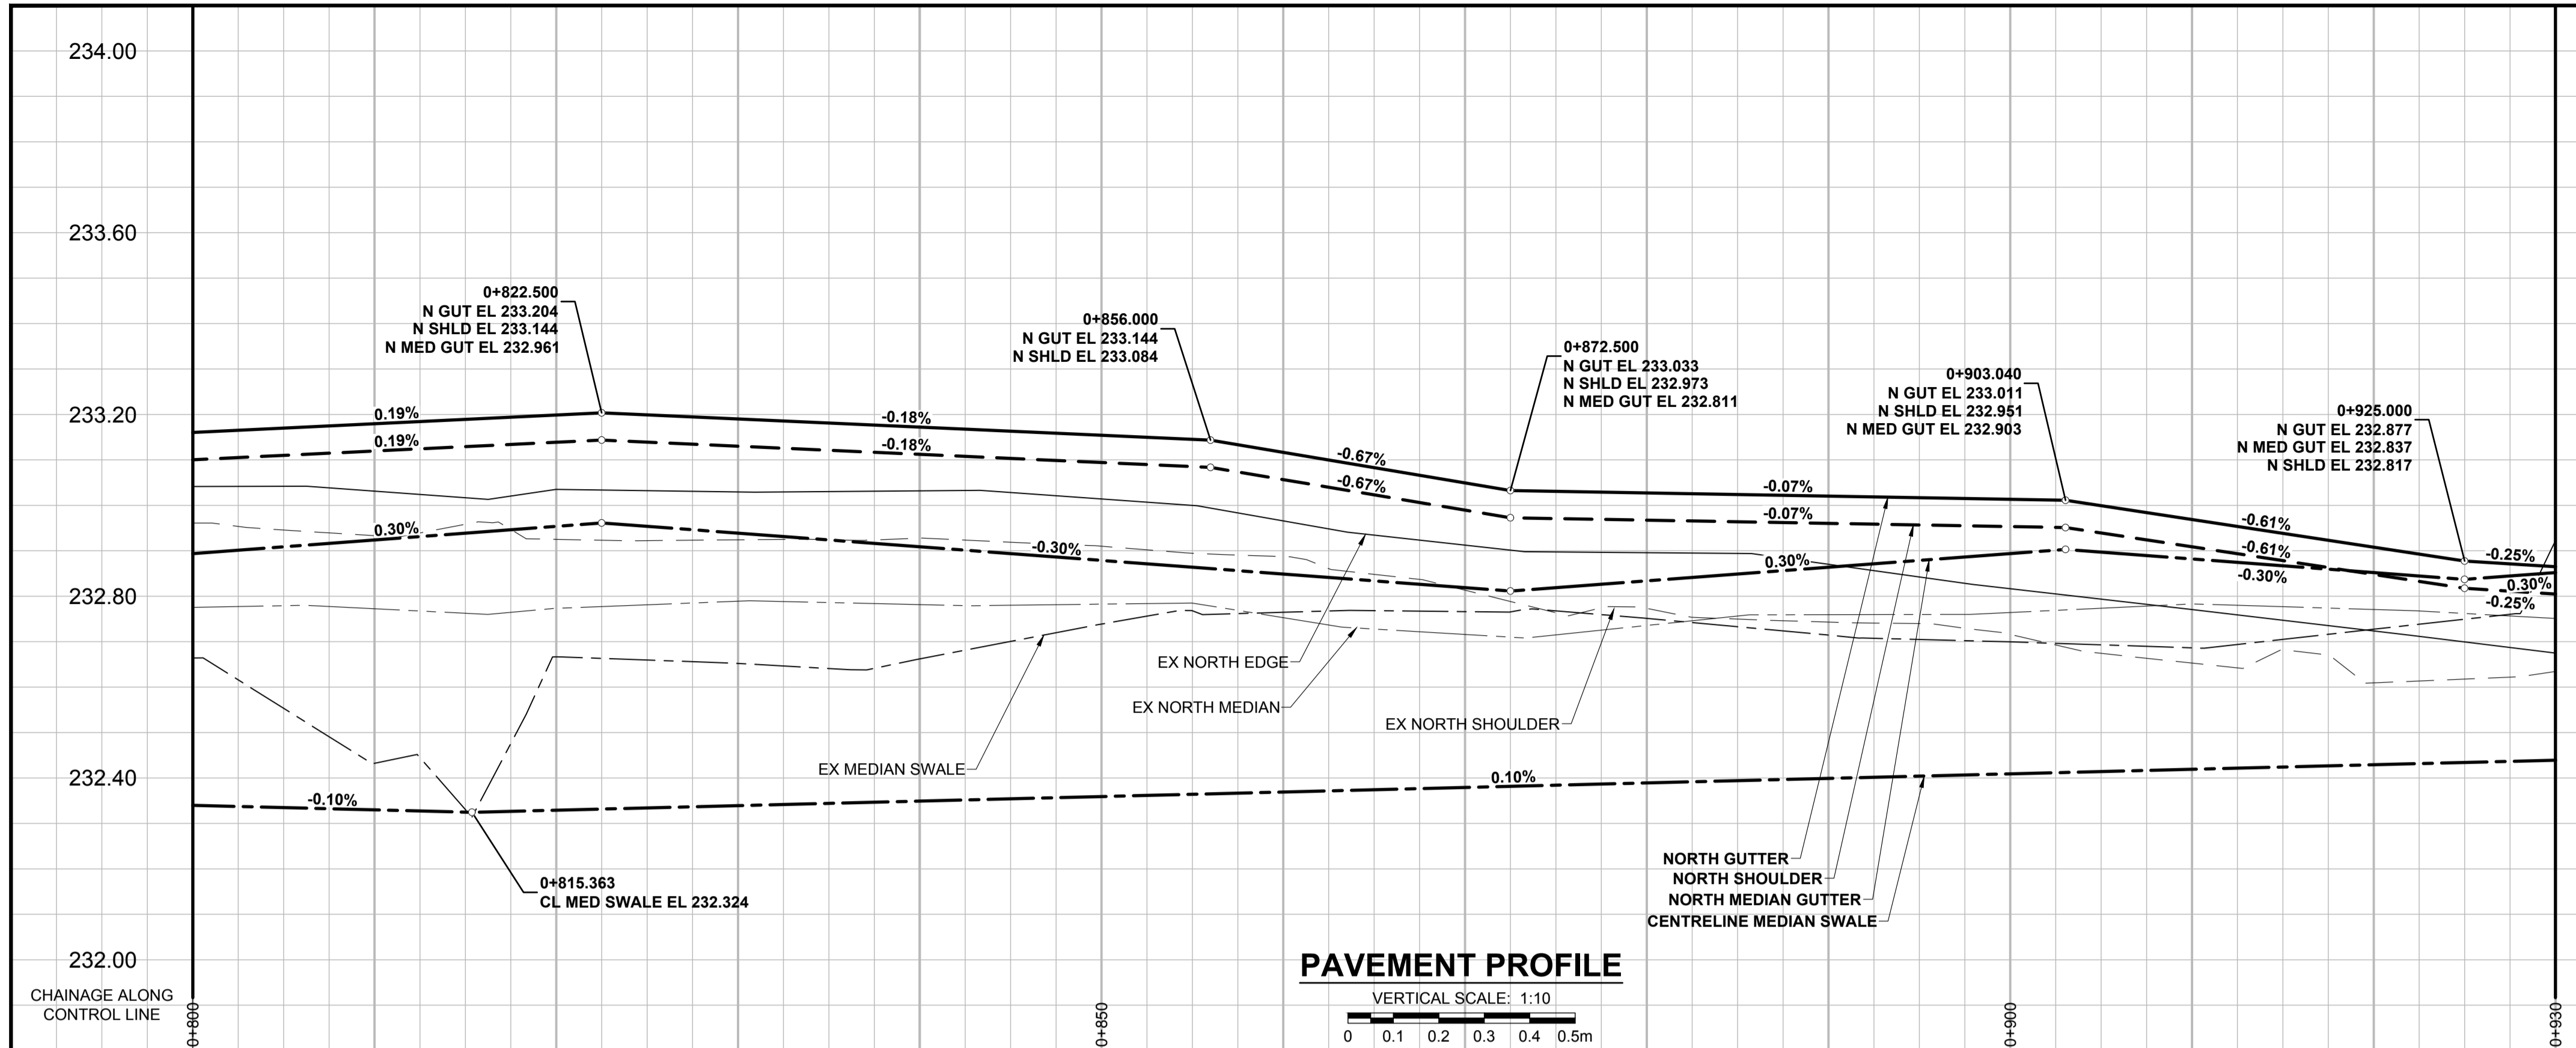 234.00
233.60
233.20
232.80
232.40
232.00
CHAINAGE ALONG
CONTROL LINE
0+822.500
N GUT EL 233.204
N SHLD EL 233.144
N MED GUT EL 232.961
0+856.000
N GUT EL 233.144
N SHLD EL 233.084
0+872.500
N GUT EL 233.033
N SHLD EL 232.973
N MED GUT EL 232.811
0+903.040
N GUT EL 233.011
N SHLD EL 232.951
N MED GUT EL 232.903
0+925.000
N GUT EL 232.877
N MED GUT EL 232.837
N SHLD EL 232.817
0.19%
-0.18%
-0.67%
-0.07%
-0.61%
-0.25%
0.19%
-0.18%
-0.67%
-0.07%
-0.61%
-0.25%
0.30%
-0.30%
0.30%
-0.30%
0.30%
-0.10%
0.10%
EX NORTH EDGE
EX NORTH MEDIAN
EX NORTH SHOULDER
EX MEDIAN SWALE
0+815.363
CL MED SWALE EL 232.324
NORTH GUTTER
NORTH SHOULDER
NORTH MEDIAN GUTTER
CENTRELINE MEDIAN SWALE
PAVEMENT PROFILE
VERTICAL SCALE: 1:10
0 0.1 0.2 0.3 0.4 0.5m
0+800
0+850
0+900
0+930